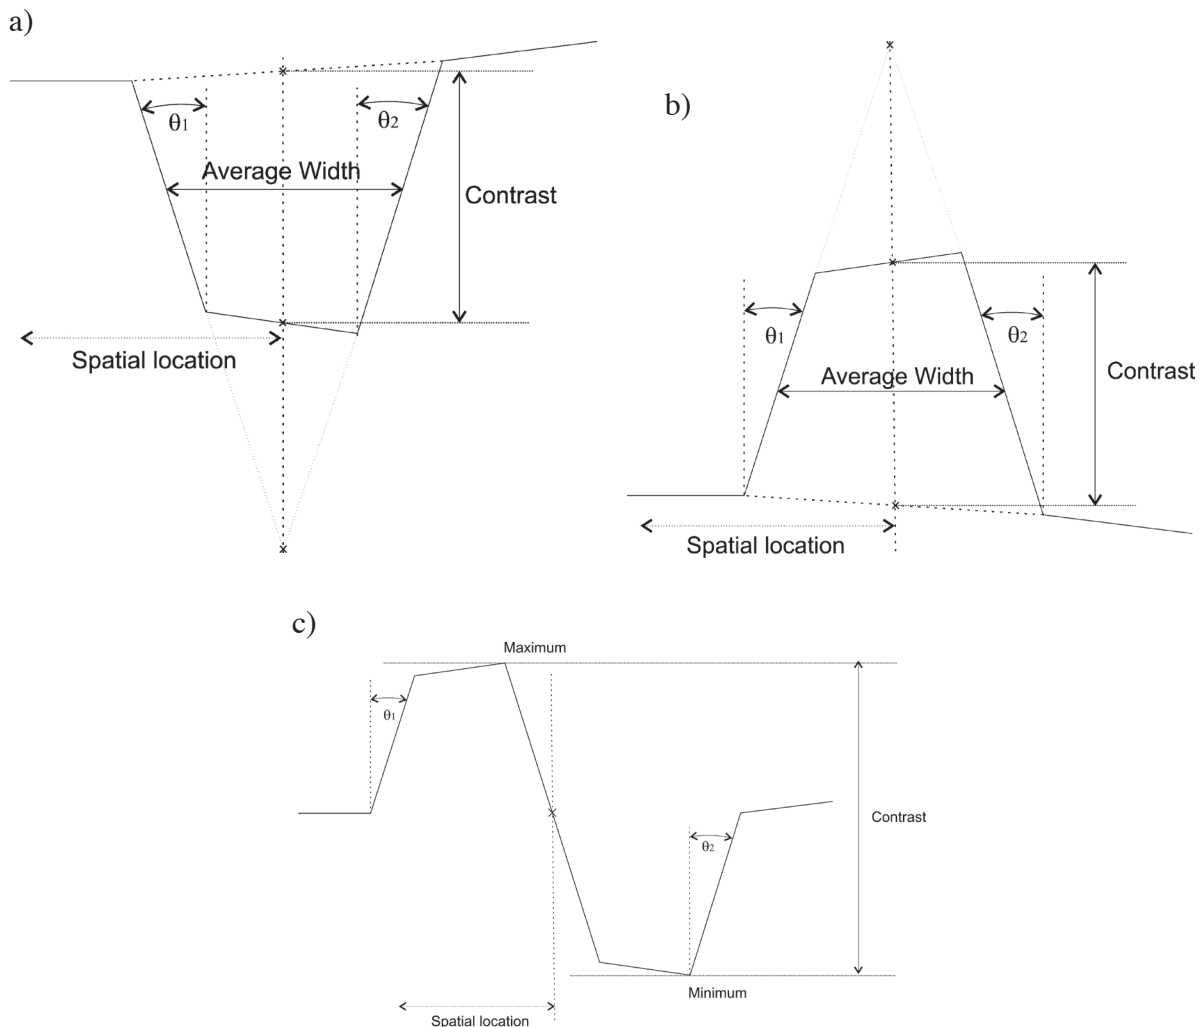 a)
θ1
θ2
Average Width
Contrast
Spatial location
b)
θ1
θ2
Average Width
Contrast
Spatial location
c)
Maximum
θ1
Contrast
θ2
Minimum
Spatial location